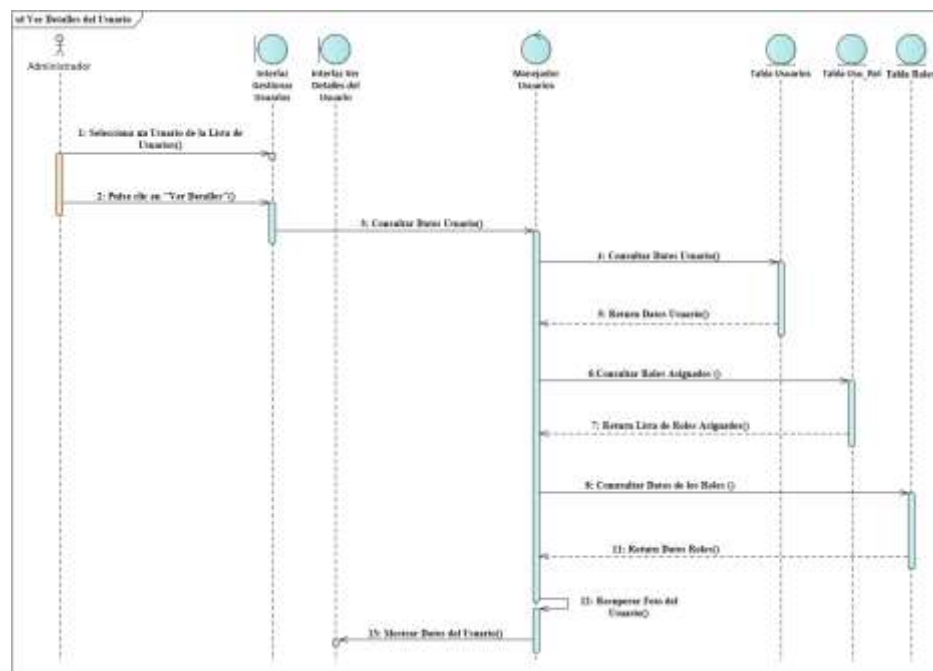 sd Ver Detalles del Usuario
Administrador
Interfaz
Gestionar
Usuarios
Interfaz Ver
Detalles del
Usuario
Manejador
Usuarios
Tabla Usuarios
Tabla Usu_Rol
Tabla Roles
1: Selecciona un Usuario de la Lista de
Usuarios()
2: Pulsa clic en "Ver Detalles"()
3: Consultar Datos Usuario()
4: Consultar Datos Usuario()
5: Return Datos Usuario()
6:Consultar Roles Asignados ()
7: Return Lista de Roles Asignados()
8: Consultar Datos de los Roles ()
11: Return Datos Roles()
12: Recuperar Foto del
Usuario()
13: Mostrar Datos del Usuario()